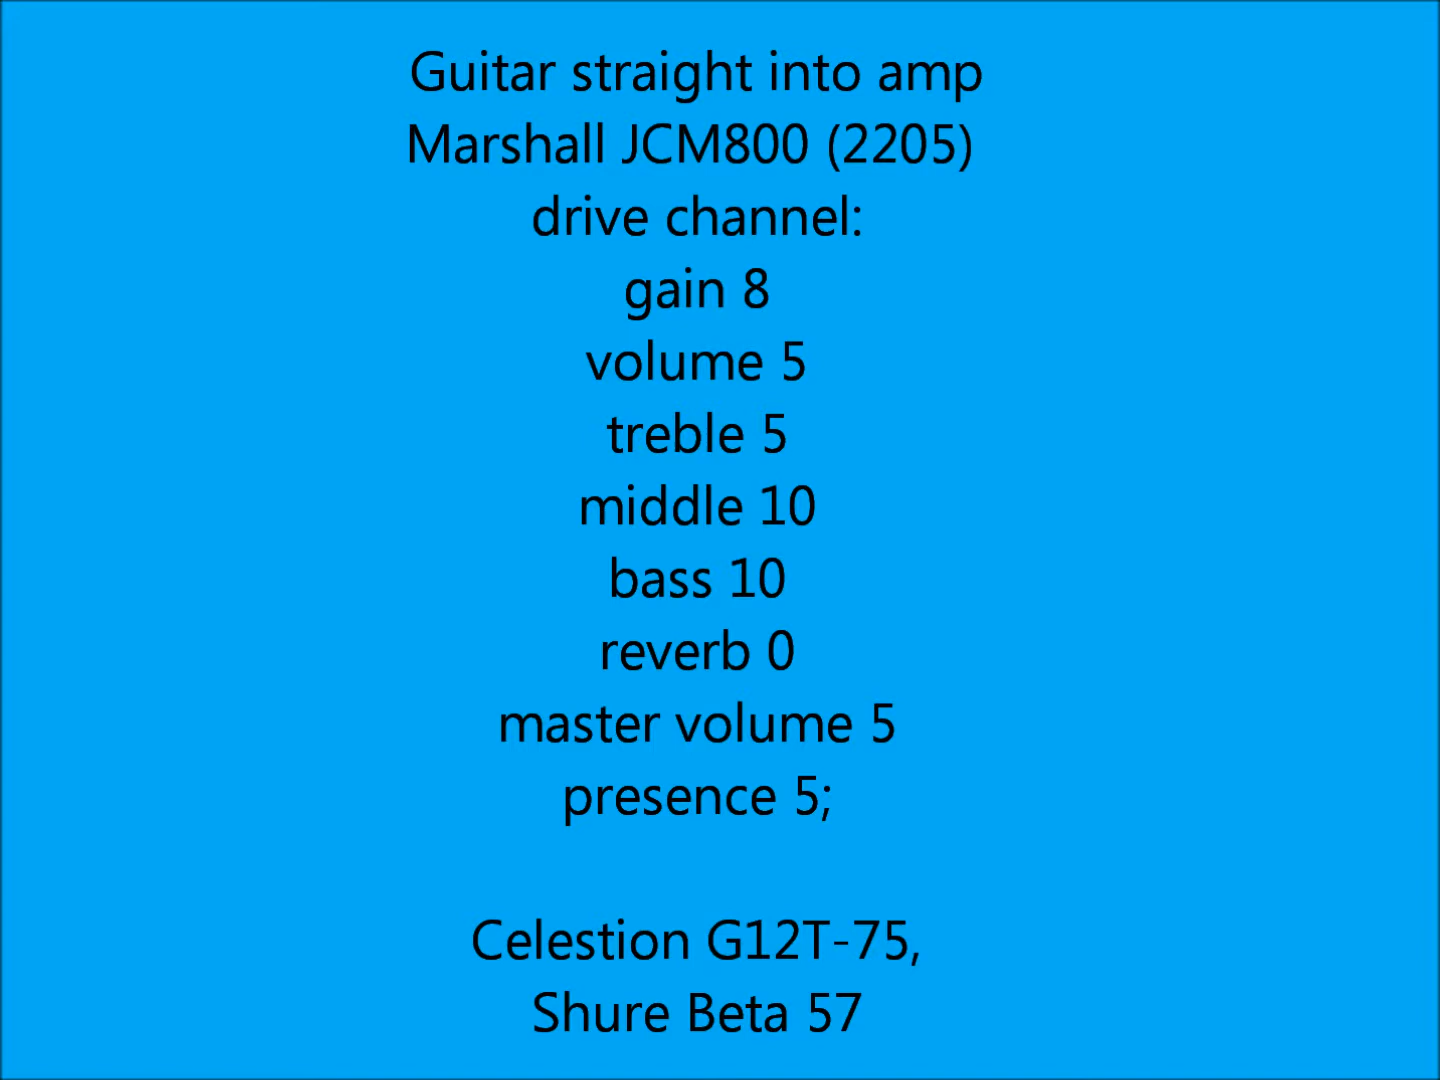 Guitar straight into amp
Marshall JCM800 (2205)
drive channel:
gain 8
volume 5
treble 5
middle 10
bass 10
reverb 0
master volume 5
presence 5;
Celestion G12T-75,
Shure Beta 57